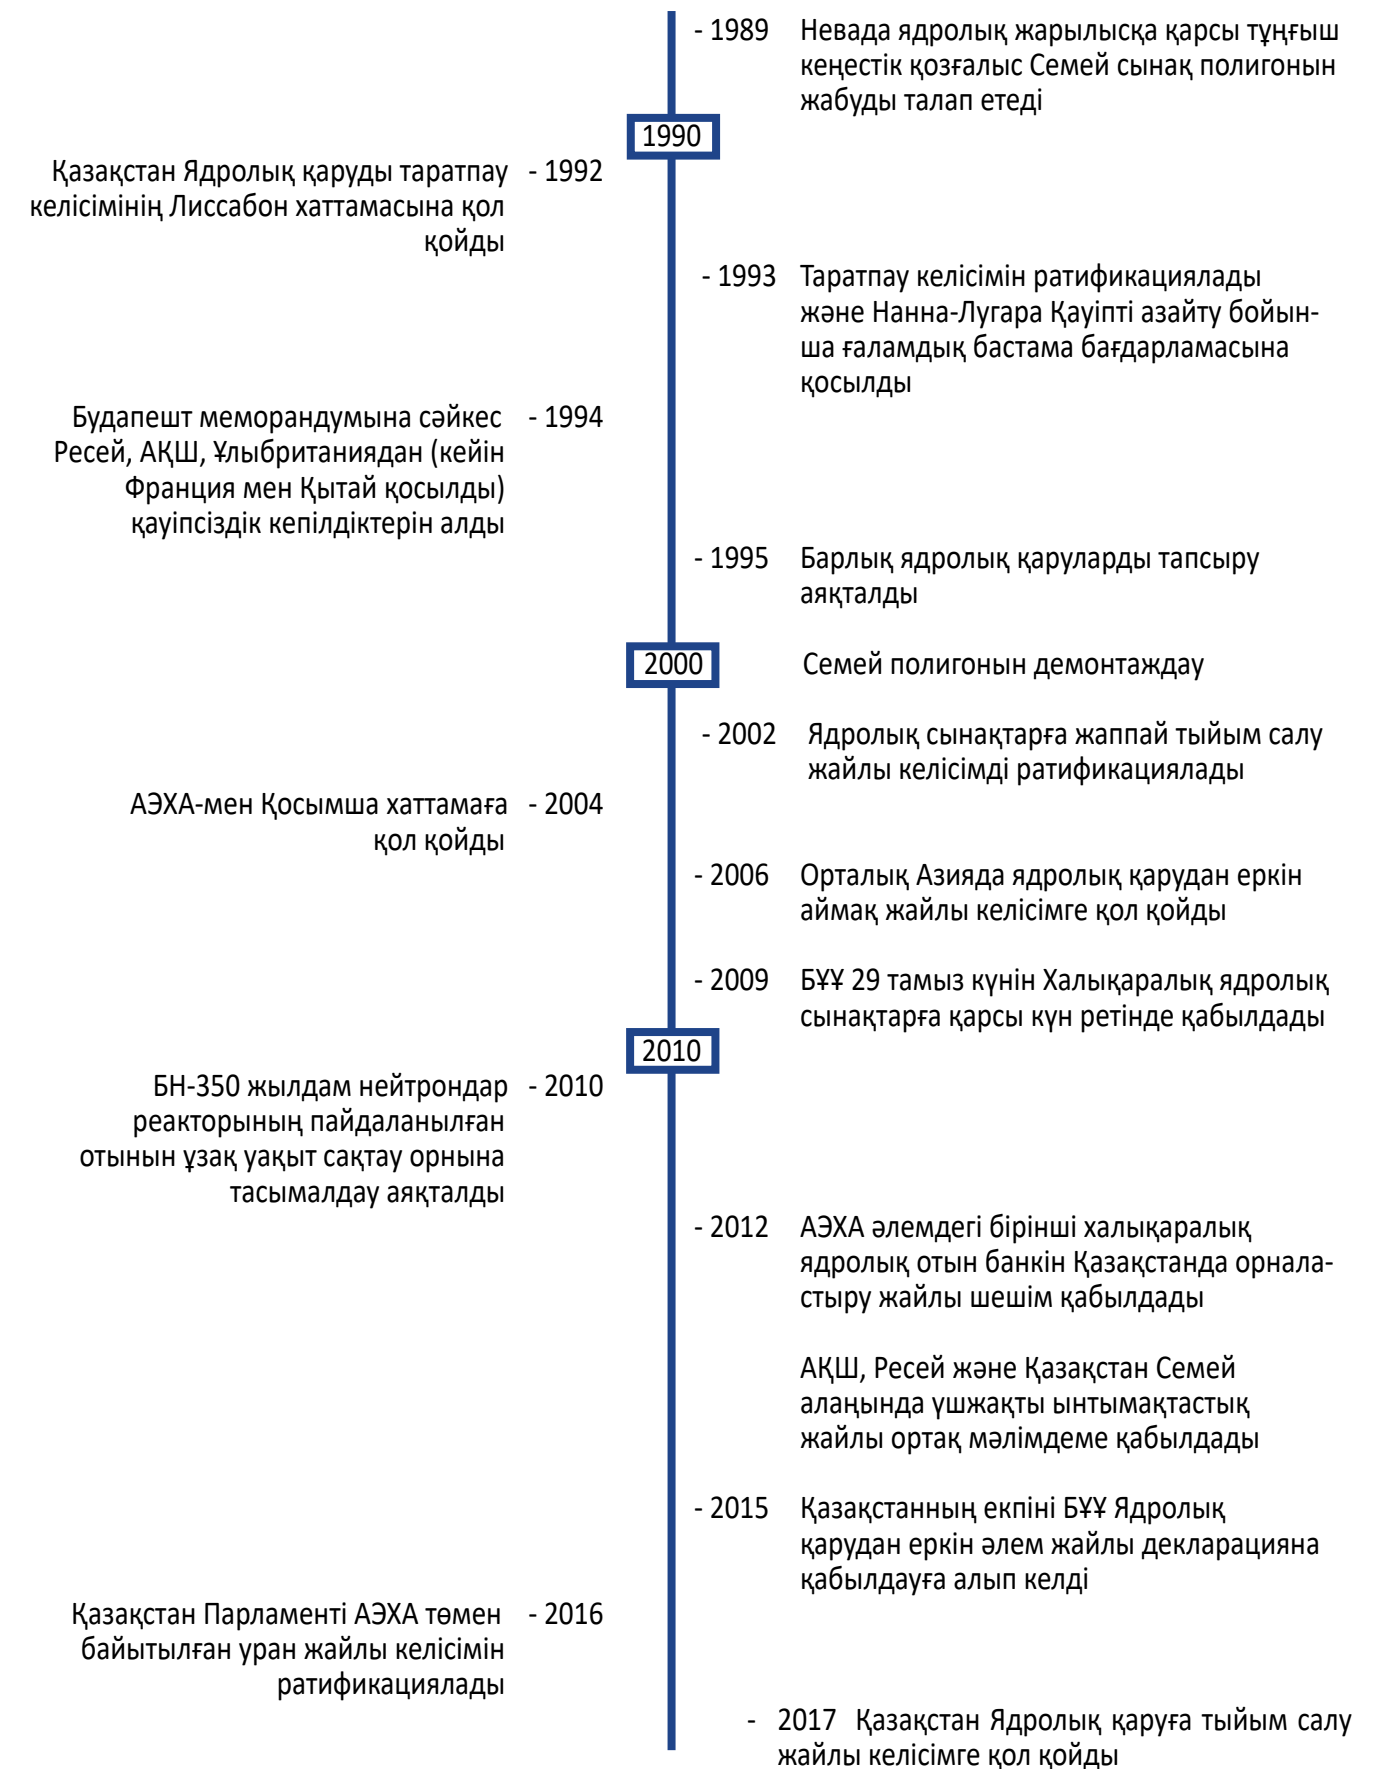 - 1989 Невада ядролық жарылысқа қарсы тұңғыш
кеңестік қозғалыс Семей сынақ полигонын
жабуды талап етеді
1990
Қазақстан Ядролық қаруды таратпау - 1992
келісімінің Лиссабон хаттамасына қол
қойды
- 1993 Таратпау келісімін ратификациялады
және Нанна-Лугара Қауіпті азайту бойын-
ша ғаламдық бастама бағдарламасына
қосылды
Будапешт меморандумына сәйкес - 1994
Ресей, АҚШ, Ұлыбританиядан (кейін
Франция мен Қытай қосылды)
қауіпсіздік кепілдіктерін алды
- 1995 Барлық ядролық қаруларды тапсыру
аяқталды
2000 Семей полигонын демонтаждау
- 2002 Ядролық сынақтарға жаппай тыйым салу
жайлы келісімді ратификациялады
АЭХА-мен Қосымша хаттамаға - 2004
қол қойды
- 2006 Орталық Азияда ядролық қарудан еркін
аймақ жайлы келісімге қол қойды
- 2009 БҰҰ 29 тамыз күнін Халықаралық ядролық
сынақтарға қарсы күн ретінде қабылдады
2010
БН-350 жылдам нейтрондар - 2010
реакторының пайдаланылған
отынын ұзақ уақыт сақтау орнына
тасымалдау аяқталды
- 2012 АЭХА әлемдегі бірінші халықаралық
ядролық отын банкін Қазақстанда орнала-
стыру жайлы шешім қабылдады
АҚШ, Ресей және Қазақстан Семей
алаңында үшжақты ынтымақтастық
жайлы ортақ мәлімдеме қабылдады
- 2015 Қазақстанның екпіні БҰҰ Ядролық
қарудан еркін әлем жайлы декларацияна
қабылдауға алып келді
Қазақстан Парламенті АЭХА төмен - 2016
байытылған уран жайлы келісімін
ратификациялады
- 2017 Қазақстан Ядролық қаруға тыйым салу
жайлы келісімге қол қойды